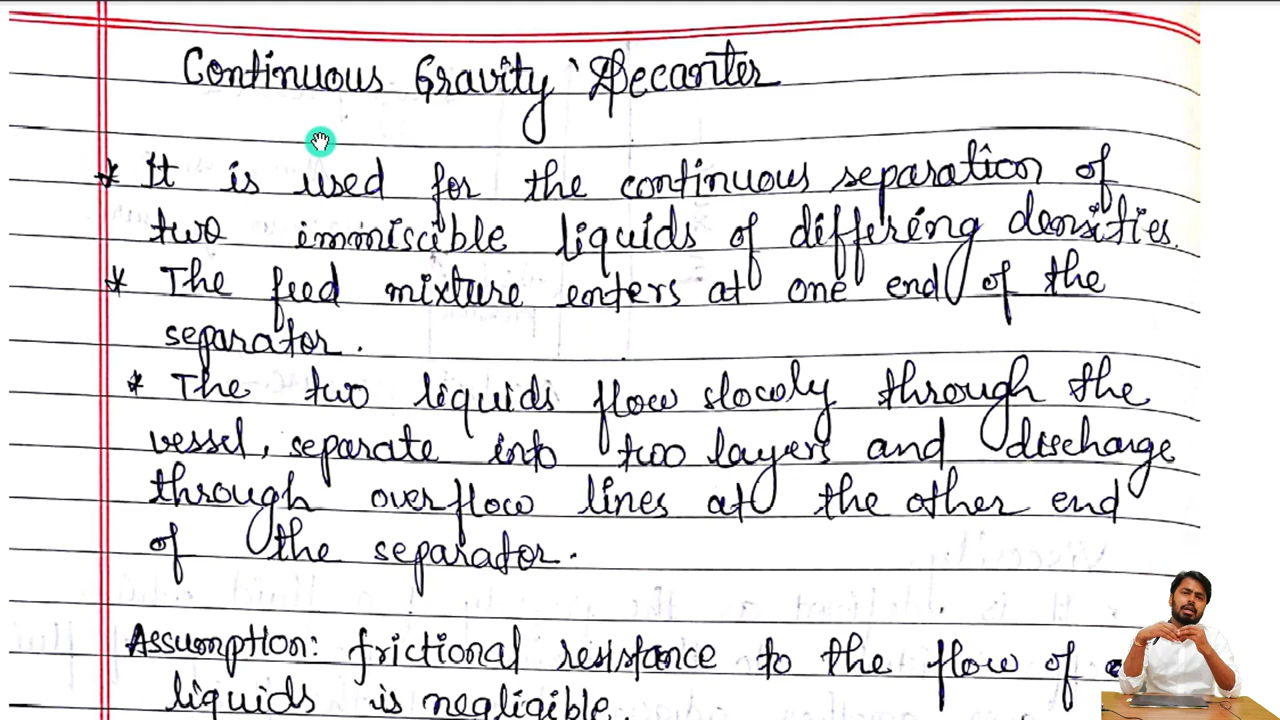 Continuous Gravity Decanter
* It is used for the continuous separation of
two immiscible liquids of differing densities.
* The feed mixture enters at one end of the
separator.
* The two liquids flow slowly through the
vessel, separate into two layers and discharge
through overflow lines at the other end
of the separator.
Assumption: frictional resistance to the flow of
liquids is negligible.